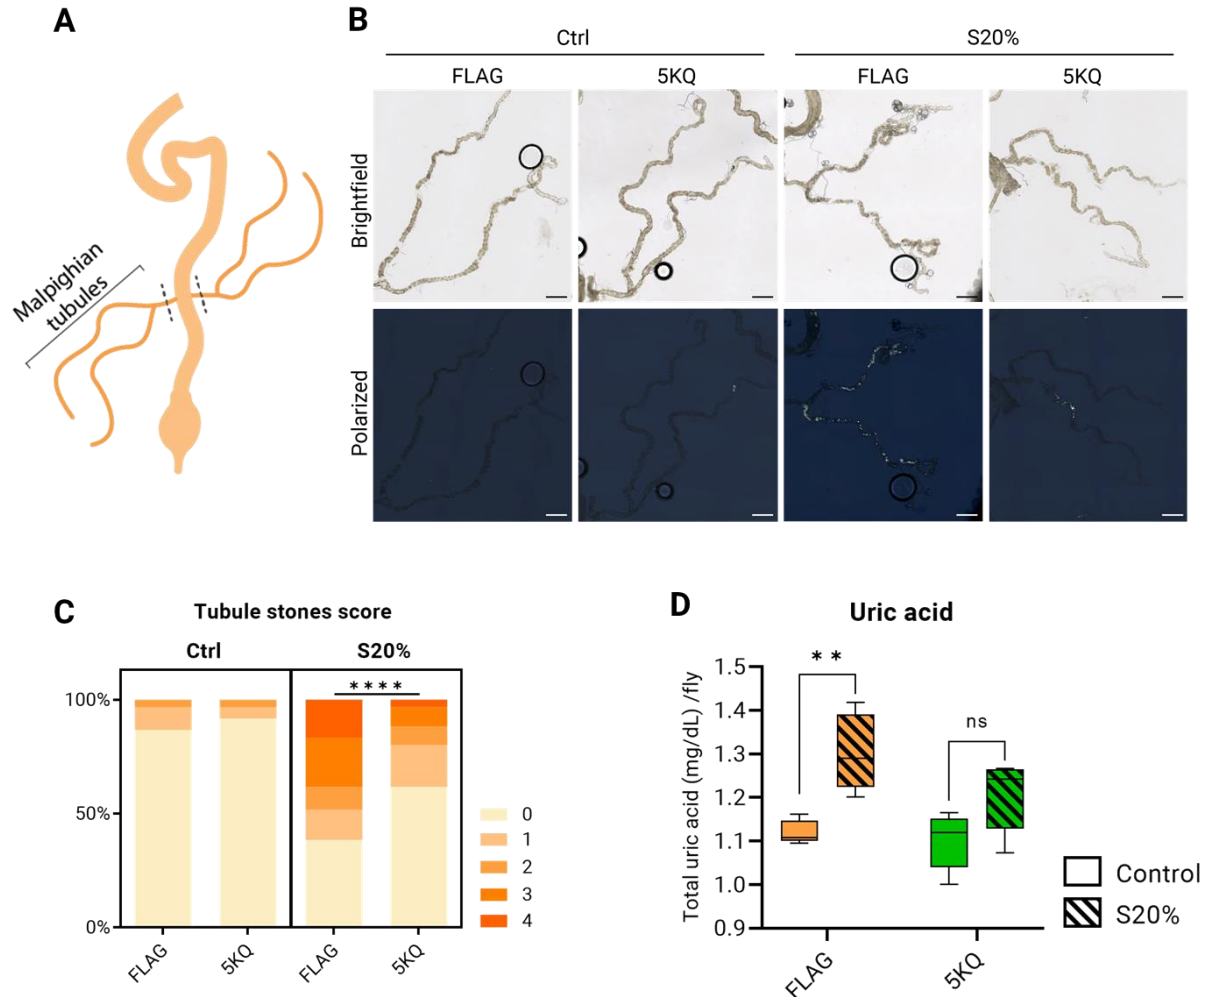 A
Malpighian
tubules
B
Ctrl
S20%
FLAG
5KQ
FLAG
5KQ
Brightfield
Polarized
C
Tubule stones score
Ctrl
S20%
100%
50%
0%
****
FLAG
5KQ
FLAG
5KQ
0
1
2
3
4
D
Uric acid
Total uric acid (mg/dL) /fly
1.5
1.4
1.3
1.2
1.1
1.0
0.9
**
ns
FLAG
5KQ
Control
S20%